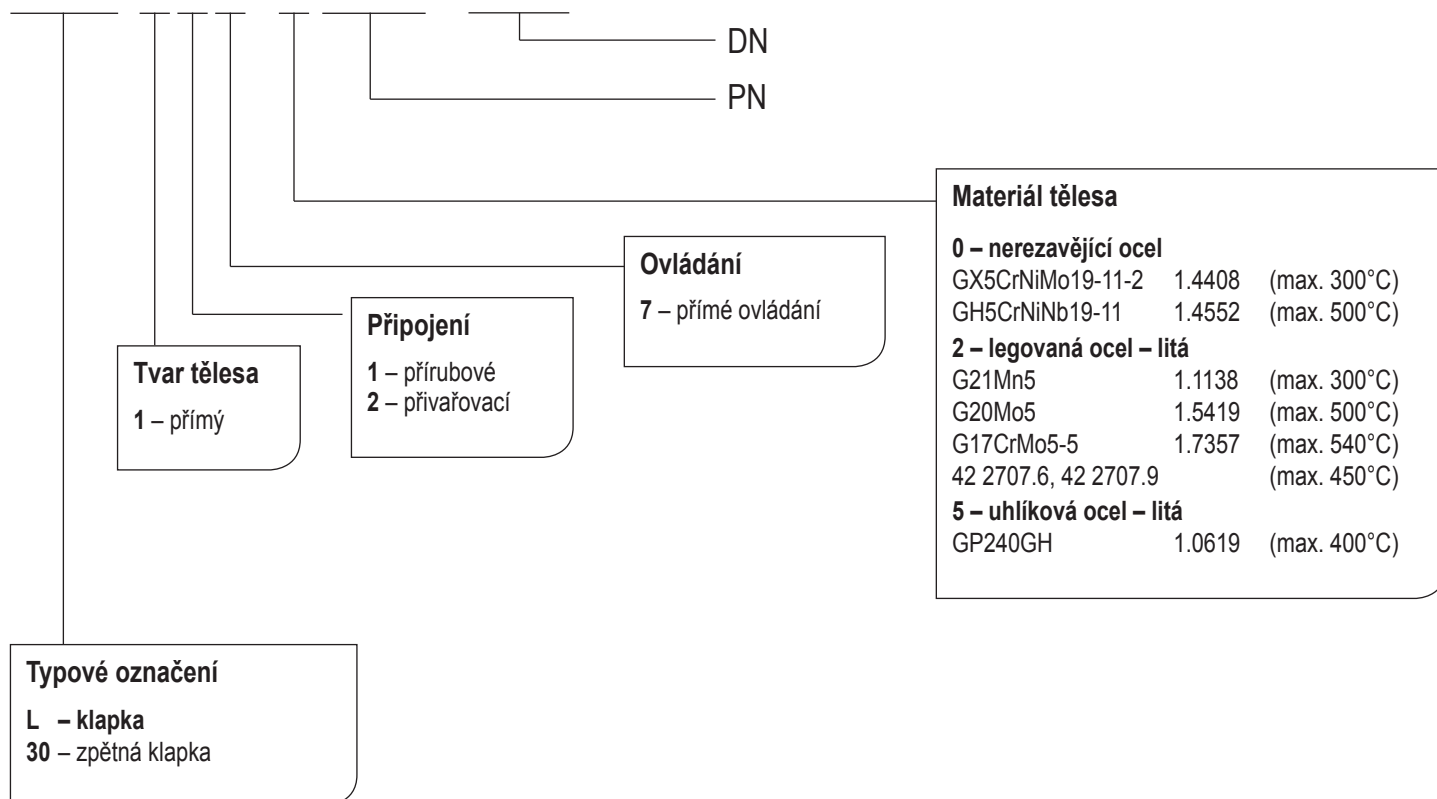 DN
PN
Materiál tělesa
0 – nerezavějící ocel
GX5CrNiMo19-11-2 1.4408 (max. 300°C)
GH5CrNiNb19-11 1.4552 (max. 500°C)
2 – legovaná ocel – litá
G21Mn5 1.1138 (max. 300°C)
G20Mo5 1.5419 (max. 500°C)
G17CrMo5-5 1.7357 (max. 540°C)
42 2707.6, 42 2707.9 (max. 450°C)
5 – uhlíková ocel – litá
GP240GH 1.0619 (max. 400°C)
Ovládání
7 – přímé ovládání
Připojení
1 – přírubové
2 – přivařovací
Tvar tělesa
1 – přímý
Typové označení
L – klapka
30 – zpětná klapka